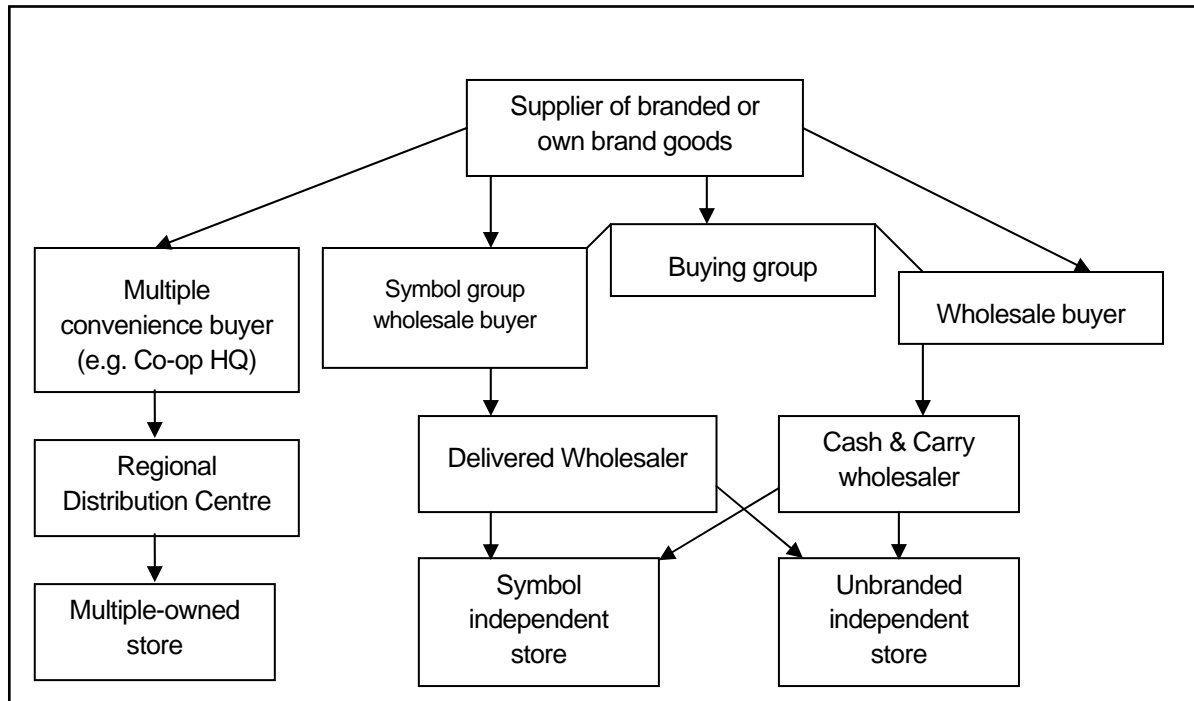 Supplier of branded or
own brand goods
Multiple
convenience buyer
(e.g. Co-op HQ)
Symbol group
wholesale buyer
Buying group
Wholesale buyer
Regional
Distribution Centre
Delivered Wholesaler
Cash & Carry
wholesaler
Multiple-owned
store
Symbol
independent
store
Unbranded
independent
store